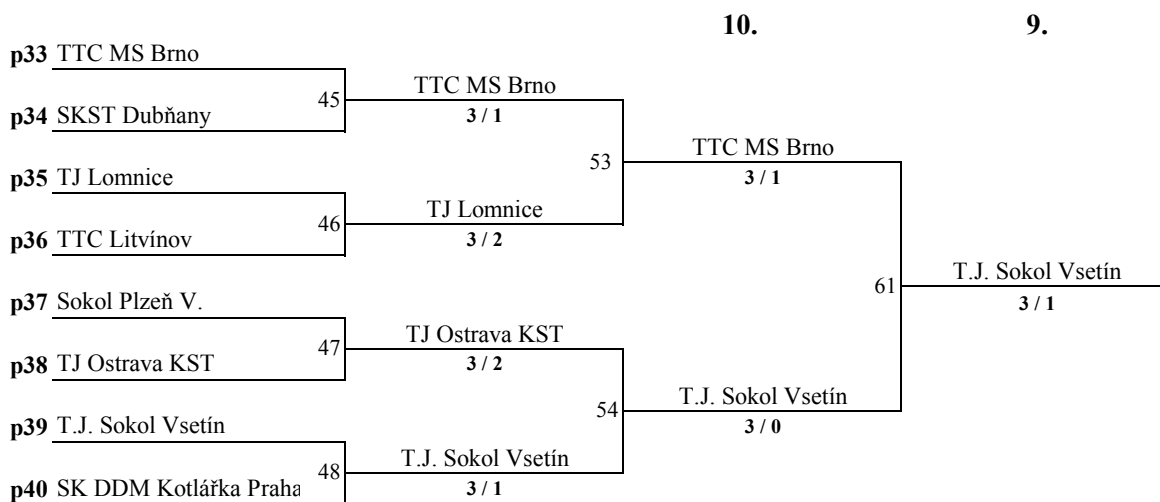 10. 9.
p33 TTC MS Brno
45 TTC MS Brno
p34 SKST Dubňany 3 / 1
53 TTC MS Brno
p35 TJ Lomnice 3 / 1
46 TJ Lomnice
p36 TTC Litvínov 3 / 2
61 T.J. Sokol Vsetín
p37 Sokol Plzeň V. 3 / 1
47 TJ Ostrava KST
p38 TJ Ostrava KST 3 / 2
54 T.J. Sokol Vsetín
p39 T.J. Sokol Vsetín 3 / 0
48 T.J. Sokol Vsetín
p40 SK DDM Kotlářka Praha 3 / 1